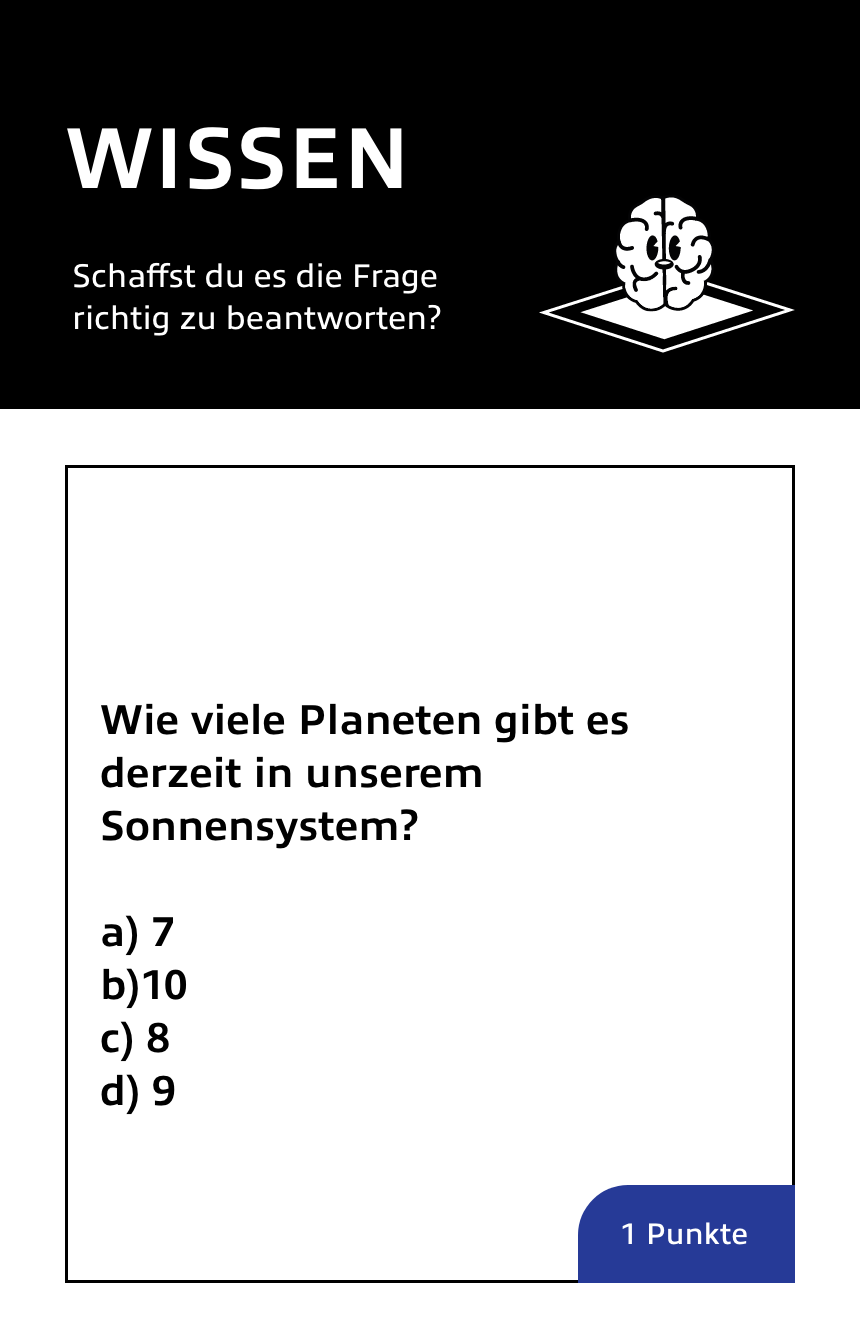 WISSEN
Schaffst du es die Frage
richtig zu beantworten?
Wie viele Planeten gibt es
derzeit in unserem
Sonnensystem?
a) 7
b)10
c) 8
d) 9
1 Punkte